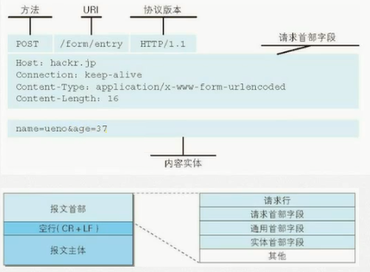 方法 URI 协议版本
POST /form/entry HTTP/1.1
请求首部字段
Host: hackr.jp
Connection: keep-alive
Content-Type: application/x-www-form-urlencoded
Content-Length: 16
name=ueno&age=37
内容实体
报文首部
空行(CR+LF)
报文主体
请求行
请求首部字段
通用首部字段
实体首部字段
其他